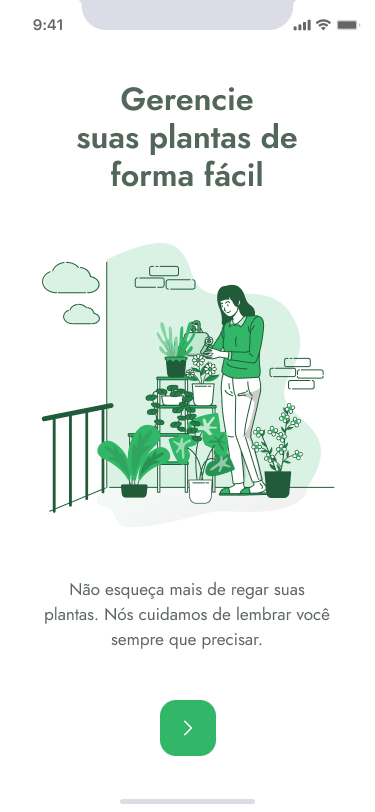 9:41
Gerencie
suas plantas de
forma fácil
Não esqueça mais de regar suas
plantas. Nós cuidamos de lembrar você
sempre que precisar.